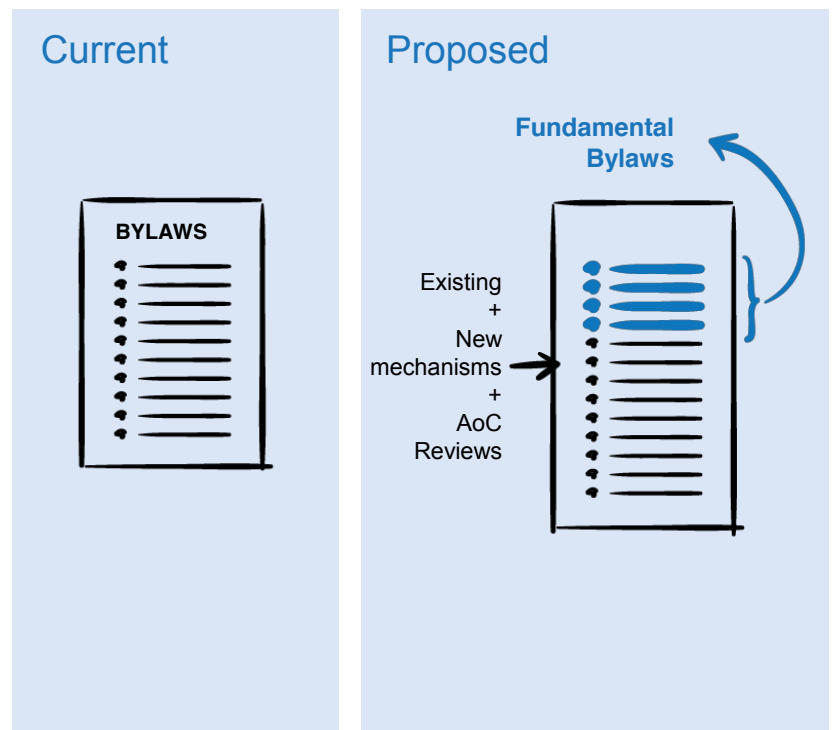 Current
BYLAWS
Proposed
Fundamental
Bylaws
Existing
+
New
mechanisms
+
AoC
Reviews